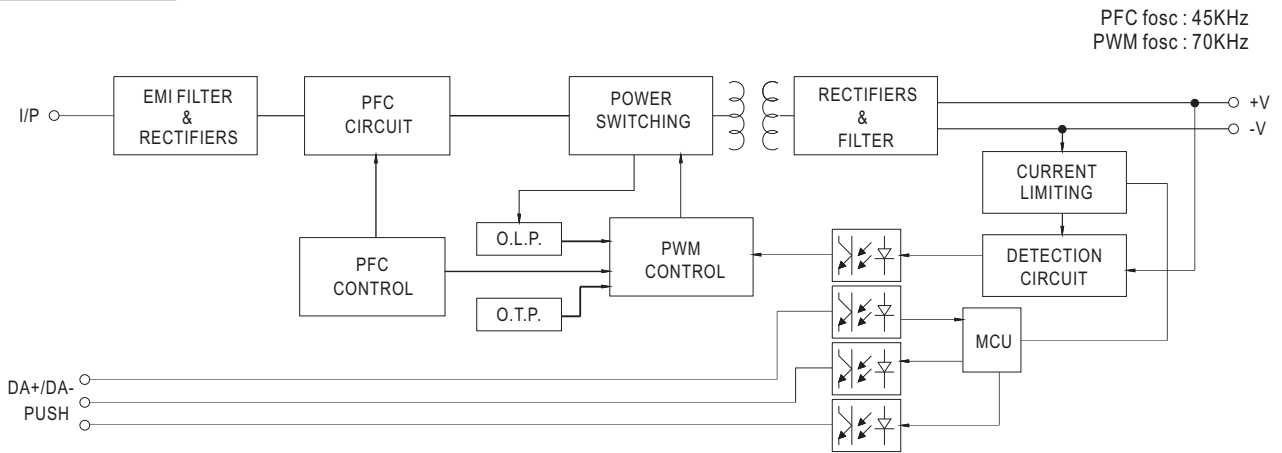 PFC fosc : 45KHz
PWM fosc : 70KHz
I/P
EMI FILTER
&
RECTIFIERS
PFC
CIRCUIT
POWER
SWITCHING
RECTIFIERS
&
FILTER
+V
-V
CURRENT
LIMITING
O.L.P.
PFC
CONTROL
PWM
CONTROL
DETECTION
CIRCUIT
O.T.P.
MCU
DA+/DA-
PUSH